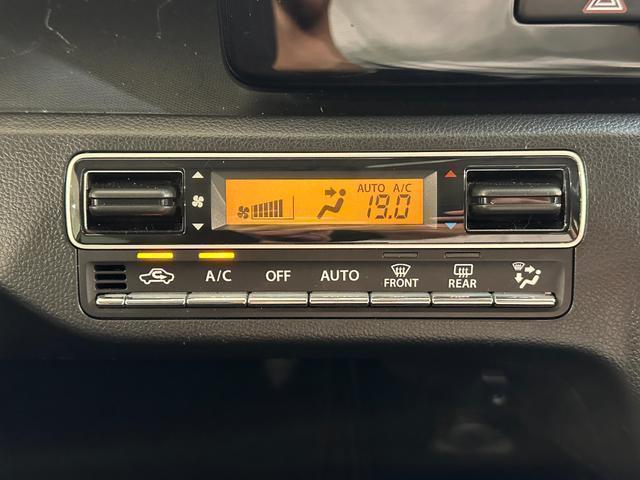 AUTO A/C
19.0
A/C OFF AUTO FRONT REAR